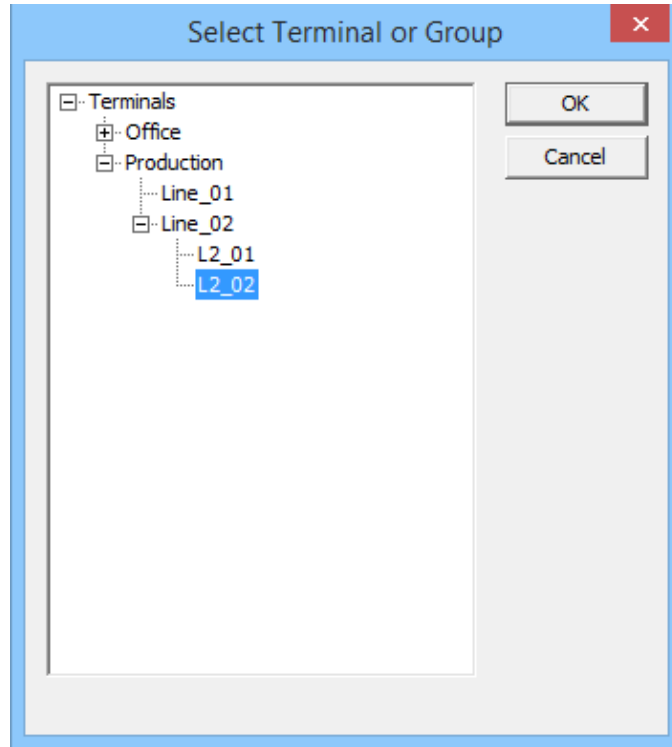 Select Terminal or Group
Terminals
Office
Production
Line_01
Line_02
L2_01
L2_02
OK
Cancel